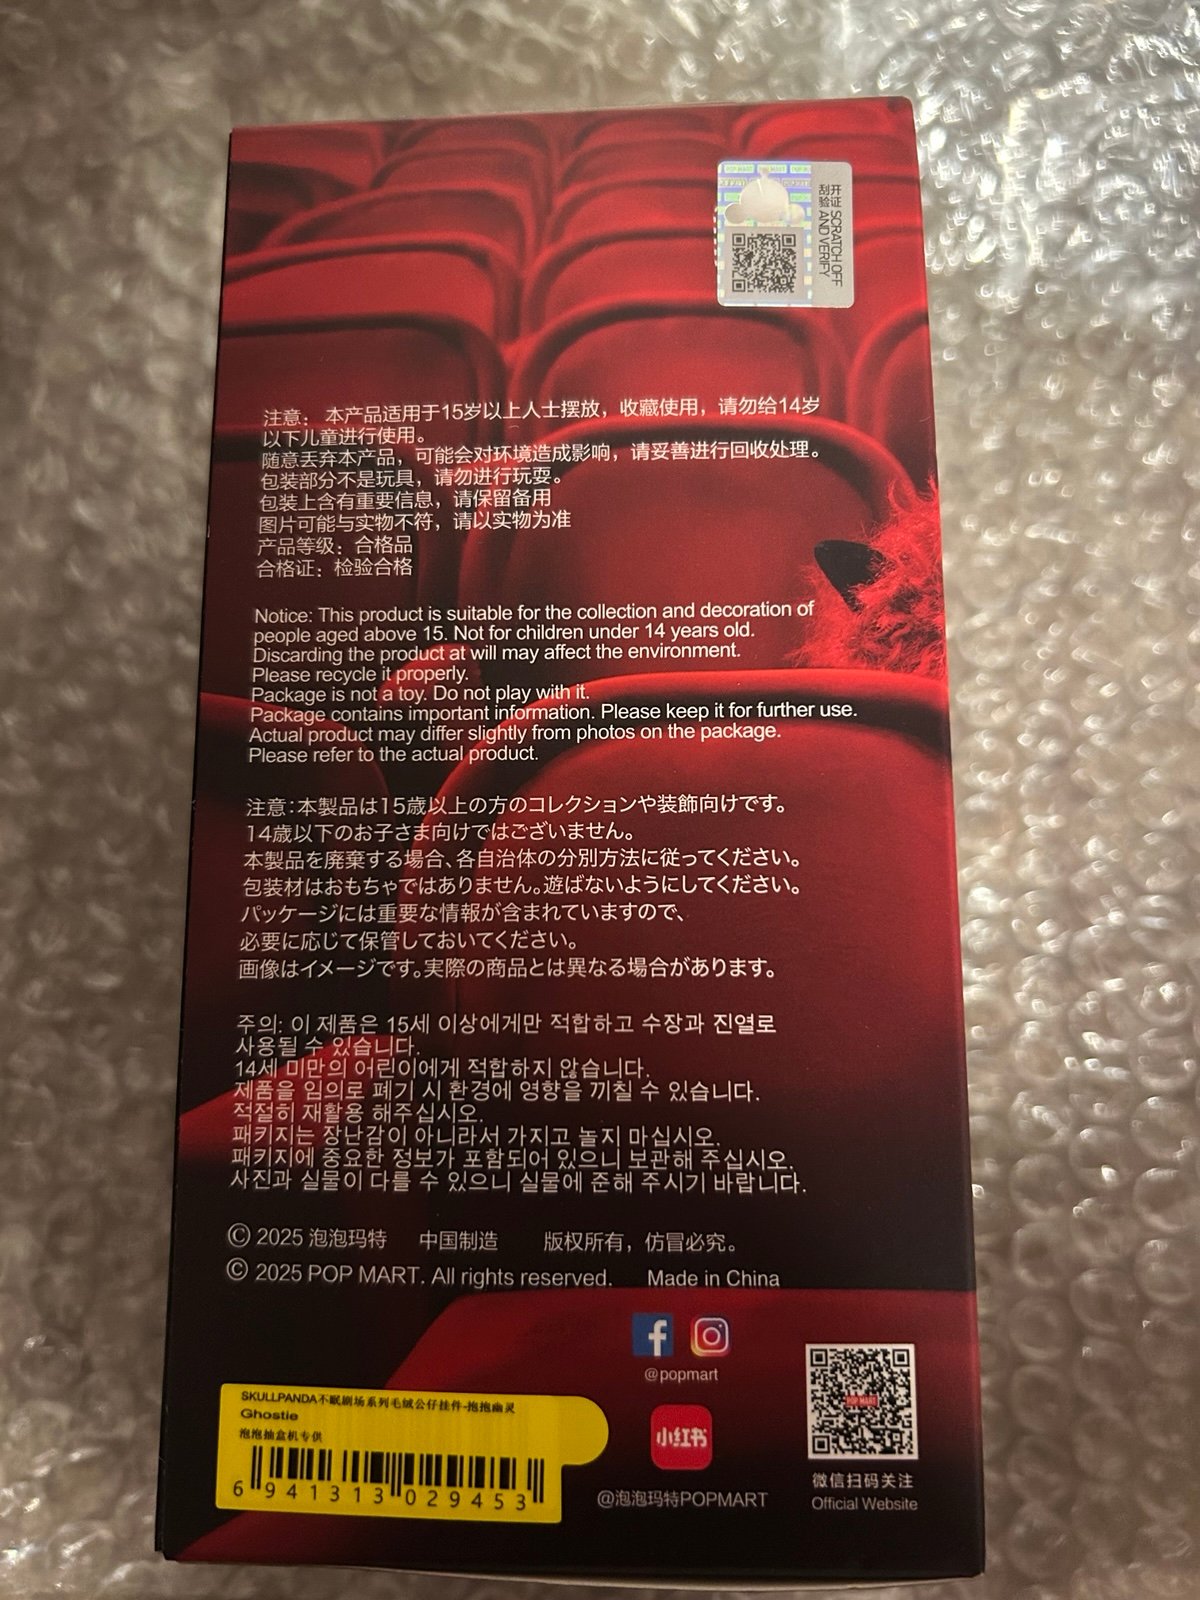 开证 SCRATCH OFF
刮验 AND VERIFY
注意： 本产品适用于15岁以上人士摆放，收藏使用，请勿给14岁
以下儿童进行使用。
随意丢弃本产品，可能会对环境造成影响，请妥善进行回收处理。
包装部分不是玩具，请勿进行玩耍。
包装上含有重要信息，请保留备用
图片可能与实物不符，请以实物为准
产品等级：合格品
合格证：检验合格
Notice: This product is suitable for the collection and decoration of
people aged above 15. Not for children under 14 years old.
Discarding the product at will may affect the environment.
Please recycle it properly.
Package is not a toy. Do not play with it.
Package contains important information. Please keep it for further use.
Actual product may differ slightly from photos on the package.
Please refer to the actual product.
注意：本製品は15歳以上の方のコレクションや装飾向けです。
14歳以下のお子さま向けではございません。
本製品を廃棄する場合、各自治体の分別方法に従ってください。
包装材はおもちゃではありません。遊ばないようにしてください。
パッケージには重要な情報が含まれていますので、
必要に応じて保管しておいてください。
画像はイメージです。実際の商品とは異なる場合があります。
주의: 이 제품은 15세 이상에게만 적합하고 수장과 진열로
사용될 수 있습니다.
14세 미만의 어린이에게 적합하지 않습니다.
제품을 임의로 폐기 시 환경에 영향을 끼칠 수 있습니다.
적절히 재활용 해주십시오.
패키지는 장난감이 아니라서 가지고 놀지 마십시오.
패키지에 중요한 정보가 포함되어 있으니 보관해 주십시오.
사진과 실물이 다를 수 있으니 실물에 준해 주시기 바랍니다.
© 2025 泡泡玛特 中国制造 版权所有，仿冒必究。
© 2025 POP MART. All rights reserved. Made in China
@popmart
小红书
@泡泡玛特POPMART
POP MART
微信扫码关注
Official Website
SKULLPANDA不眠剧场系列毛绒公仔挂件-抱抱幽灵
Ghostie
泡泡抽盒机专供
6 941313 029453